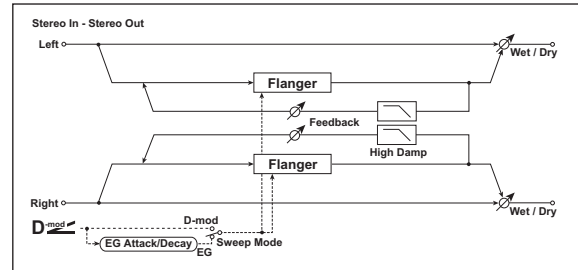 Stereo In - Stereo Out
Left
Wet / Dry
Flanger
Feedback
High Damp
Flanger
Right
Wet / Dry
D-mod
D-mod
EG Attack/Decay
EG
Sweep Mode